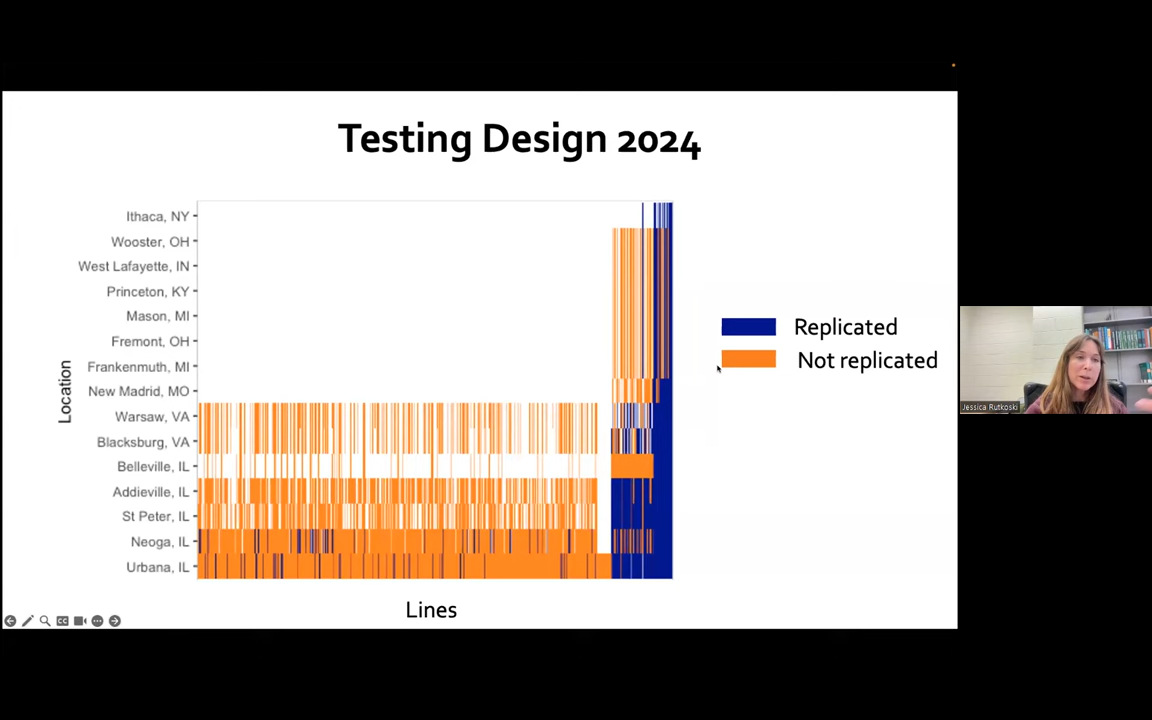 Testing Design 2024
Location
Ithaca, NY
Wooster, OH
West Lafayette, IN
Princeton, KY
Mason, MI
Fremont, OH
Frankenmuth, MI
New Madrid, MO
Warsaw, VA
Blacksburg, VA
Belleville, IL
Addieville, IL
St Peter, IL
Neoga, IL
Urbana, IL
Lines
Replicated
Not replicated
Jessica Rutkoski